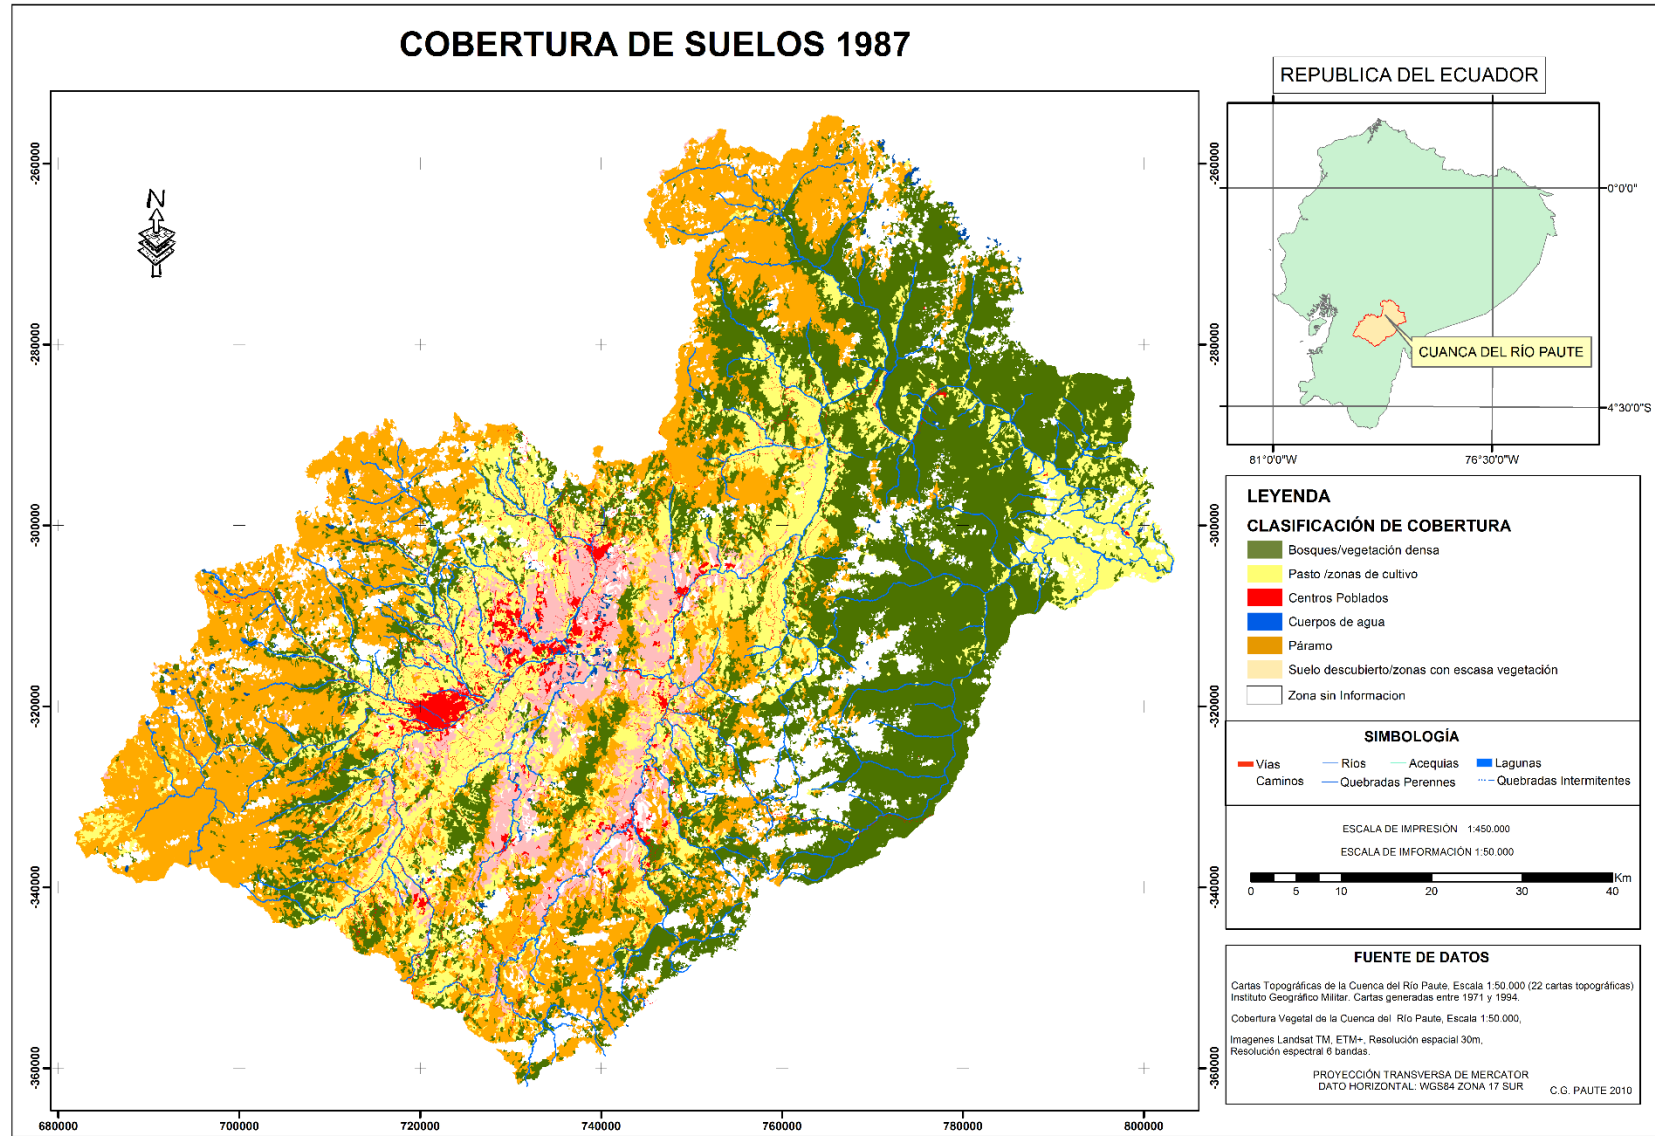 COBERTURA DE SUELOS 1987
N
-260000
-280000
-300000
-320000
-340000
-360000
680000
700000
720000
740000
760000
780000
800000
-260000
-280000
-300000
-320000
-340000
-360000
REPUBLICA DEL ECUADOR
0°0'0"
4°30'0"S
81°0'0"W
76°30'0"W
CUANCA DEL RÍO PAUTE
LEYENDA
CLASIFICACIÓN DE COBERTURA
Bosques/vegetación densa
Pasto /zonas de cultivo
Centros Poblados
Cuerpos de agua
Páramo
Suelo descubierto/zonas con escasa vegetación
Zona sin Informacion
SIMBOLOGÍA
Vías Ríos Acequias Lagunas
Caminos Quebradas Perennes Quebradas Intermitentes
ESCALA DE IMPRESIÓN 1:450.000
ESCALA DE IMFORMACIÓN 1:50.000
0 5 10 20 30 40 Km
FUENTE DE DATOS
Cartas Topográficas de la Cuenca del Río Paute, Escala 1:50.000 (22 cartas topográficas)
Instituto Geográfico Militar. Cartas generadas entre 1971 y 1994.
Cobertura Vegetal de la Cuenca del Río Paute, Escala 1:50.000,
Imagenes Landsat TM, ETM+, Resolución espacial 30m,
Resolución espectral 6 bandas.
PROYECCIÓN TRANSVERSA DE MERCATOR
DATO HORIZONTAL: WGS84 ZONA 17 SUR
C.G. PAUTE 2010